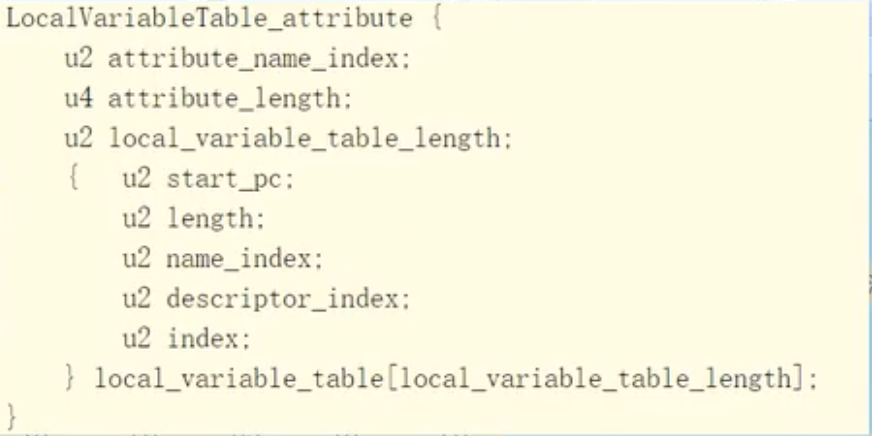 LocalVariableTable_attribute {
u2 attribute_name_index;
u4 attribute_length;
u2 local_variable_table_length;
{ u2 start_pc;
u2 length;
u2 name_index;
u2 descriptor_index;
u2 index;
} local_variable_table[local_variable_table_length];
}